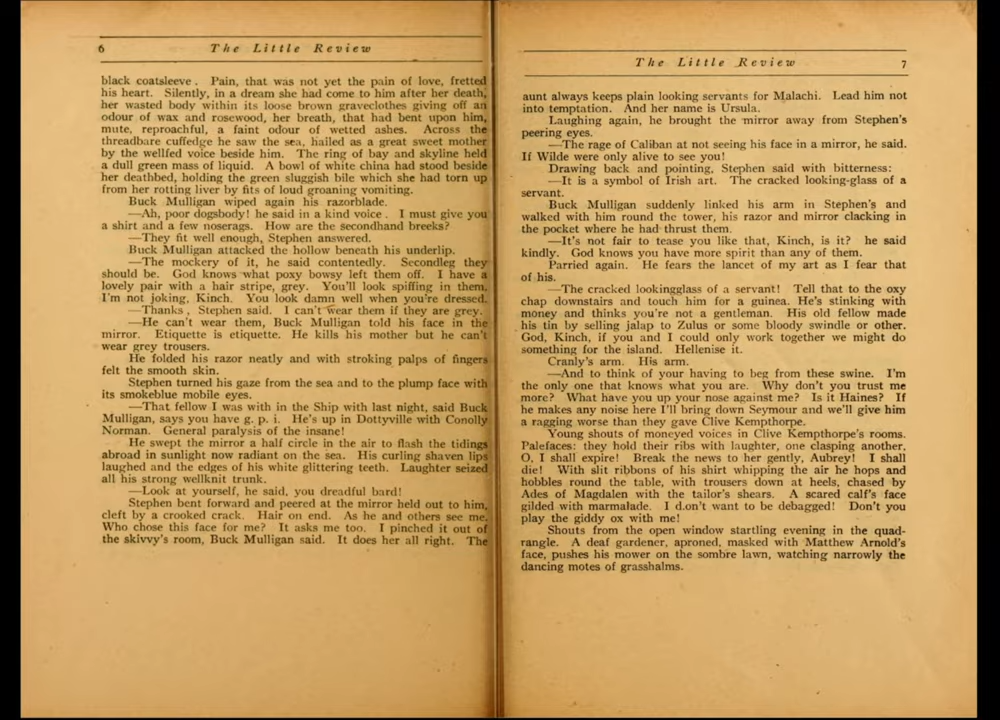 6
The Little Review
black coatsleeve . Pain, that was not yet the pain of love, fretted
his heart. Silently, in a dream she had come to him after her death,
her wasted body within its loose brown graveclothes giving off an
odour of wax and rosewood, her breath, that had bent upon him,
mute, reproachful, a faint odour of wetted ashes. Across the
threadbare cuffedge he saw the sea, hailed as a great sweet mother
by the wellfed voice beside him. The ring of bay and skyline held
a dull green mass of liquid. A bowl of white china had stood beside
her deathbed, holding the green sluggish bile which she had torn up
from her rotting liver by fits of loud groaning vomiting.
Buck Mulligan wiped again his razorblade.
—Ah, poor dogsbody! he said in a kind voice . I must give you
a shirt and a few noserags. How are the secondhand breeks?
—They fit well enough, Stephen answered.
Buck Mulligan attacked the hollow beneath his underlip.
—The mockery of it, he said contentedly. Secondleg they
should be. God knows what poxy bowsy left them off. I have a
lovely pair with a hair stripe, grey. You'll look spiffing in them.
I'm not joking, Kinch. You look damn well when you're dressed.
—Thanks , Stephen said. I can't wear them if they are grey.
—He can't wear them, Buck Mulligan told his face in the
mirror. Etiquette is etiquette. He kills his mother but he can't
wear grey trousers.
He folded his razor neatly and with stroking palps of fingers
felt the smooth skin.
Stephen turned his gaze from the sea and to the plump face with
its smokeblue mobile eyes.
—That fellow I was with in the Ship with last night, said Buck
Mulligan, says you have g. p. i. He's up in Dottyville with Conolly
Norman. General paralysis of the insane!
He swept the mirror a half circle in the air to flash the tidings
abroad in sunlight now radiant on the sea. His curling shaven lips
laughed and the edges of his white glittering teeth. Laughter seized
all his strong wellknit trunk.
—Look at yourself, he said, you dreadful bard!
Stephen bent forward and peered at the mirror held out to him,
cleft by a crooked crack. Hair on end. As he and others see me.
Who chose this face for me? It asks me too. I pinched it out of
the skivvy's room, Buck Mulligan said. It does her all right. The
The Little Review
7
aunt always keeps plain looking servants for Malachi. Lead him not
into temptation. And her name is Ursula.
Laughing again, he brought the mirror away from Stephen's
peering eyes.
—The rage of Caliban at not seeing his face in a mirror, he said.
If Wilde were only alive to see you!
Drawing back and pointing, Stephen said with bitterness:
—It is a symbol of Irish art. The cracked looking-glass of a
servant.
Buck Mulligan suddenly linked his arm in Stephen's and
walked with him round the tower, his razor and mirror clacking in
the pocket where he had thrust them.
—It's not fair to tease you like that, Kinch, is it? he said
kindly. God knows you have more spirit than any of them.
Parried again. He fears the lancet of my art as I fear that
of his.
—The cracked lookingglass of a servant! Tell that to the oxy
chap downstairs and touch him for a guinea. He's stinking with
money and thinks you're not a gentleman. His old fellow made
his tin by selling jalap to Zulus or some bloody swindle or other.
God, Kinch, if you and I could only work together we might do
something for the island. Hellenise it.
Cranly's arm. His arm.
—And to think of your having to beg from these swine. I'm
the only one that knows what you are. Why don't you trust me
more? What have you up your nose against me? Is it Haines? If
he makes any noise here I'll bring down Seymour and we'll give him
a ragging worse than they gave Clive Kempthorpe.
Young shouts of moneyed voices in Clive Kempthorpe's rooms.
Palefaces: they hold their ribs with laughter, one clasping another.
O, I shall expire! Break the news to her gently, Aubrey! I shall
die! With slit ribbons of his shirt whipping the air he hops and
hobbles round the table, with trousers down at heels, chased by
Ades of Magdalen with the tailor's shears. A scared calf's face
gilded with marmalade. I d.on't want to be debagged! Don't you
play the giddy ox with me!
Shouts from the open window startling evening in the quad-
rangle. A deaf gardener, aproned, masked with Matthew Arnold's
face, pushes his mower on the sombre lawn, watching narrowly the
dancing motes of grasshalms.